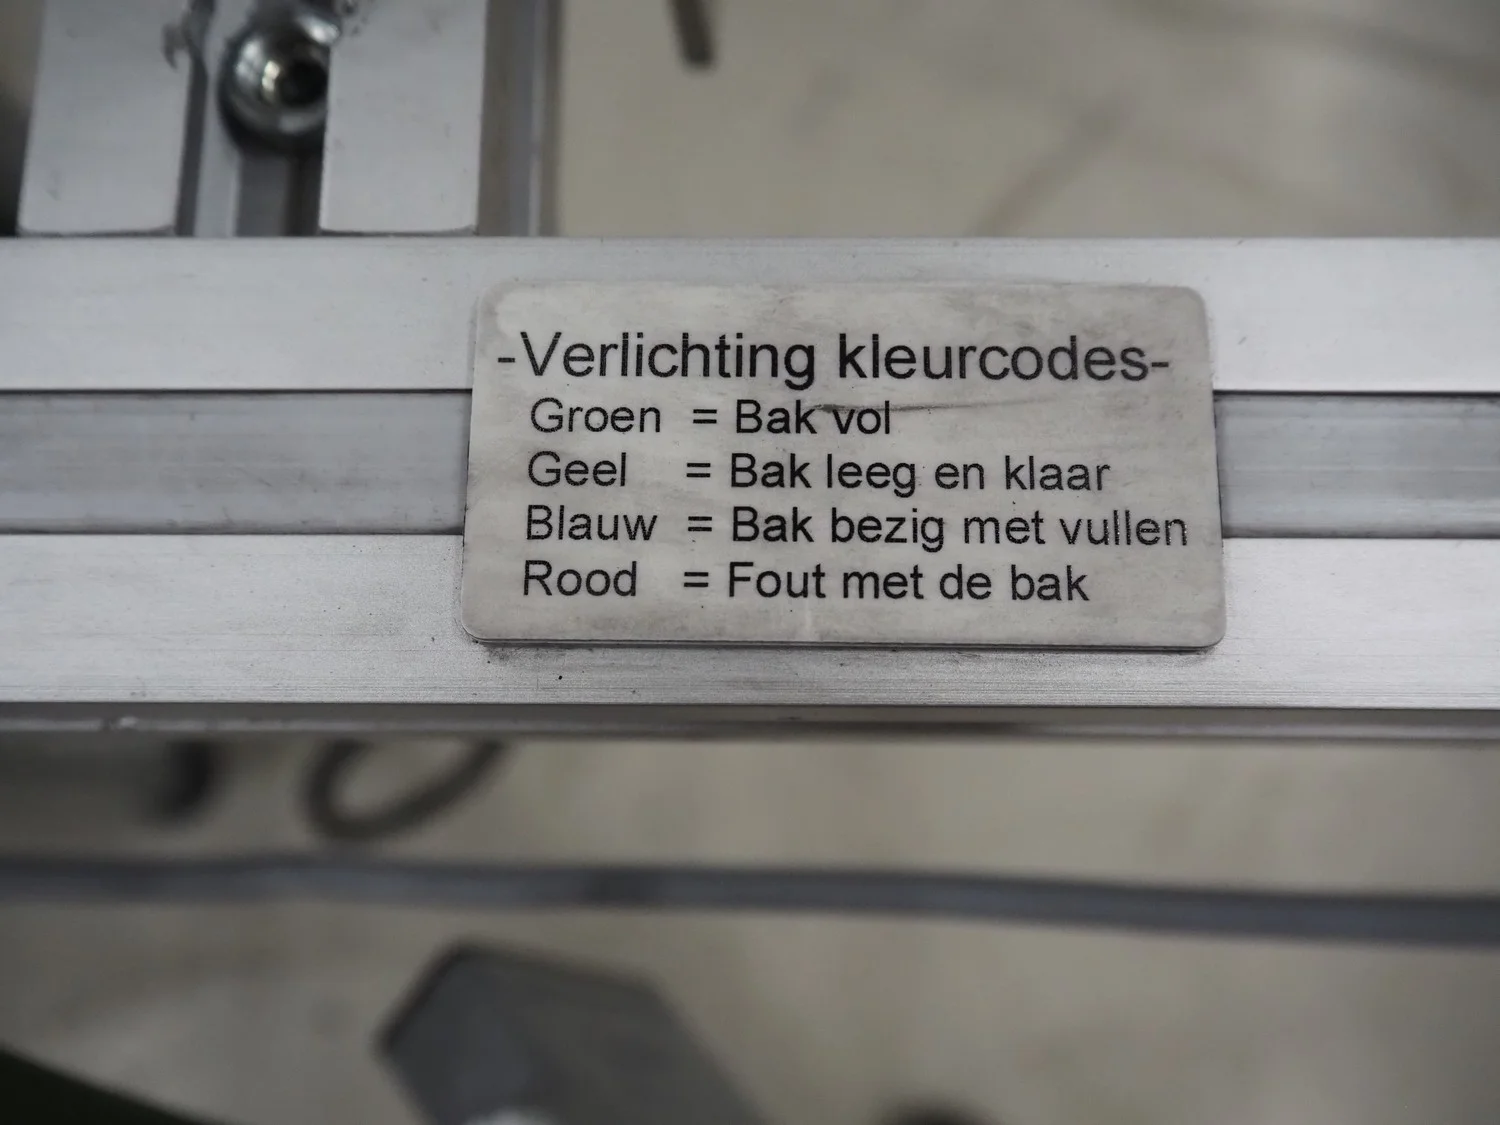 -Verlichting kleurcodes-
Groen = Bak vol
Geel = Bak leeg en klaar
Blauw = Bak bezig met vullen
Rood = Fout met de bak